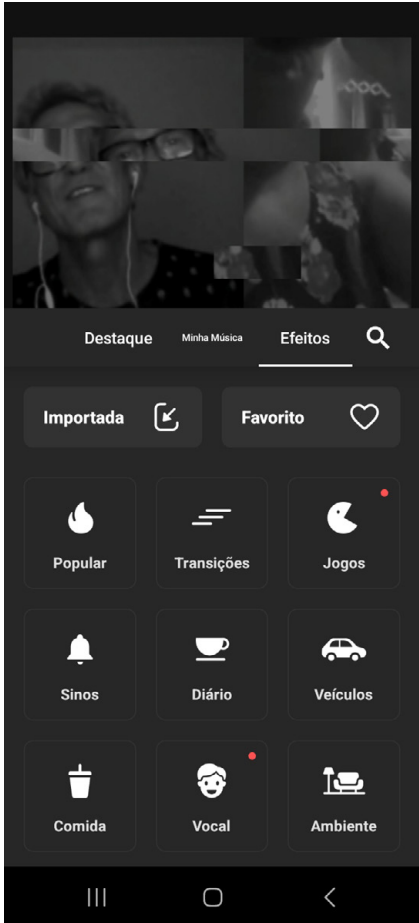 Destaque
Minha Música
Efeitos
Importada
Favorito
Popular
Transições
Jogos
Sinos
Diário
Veículos
Comida
Vocal
Ambiente